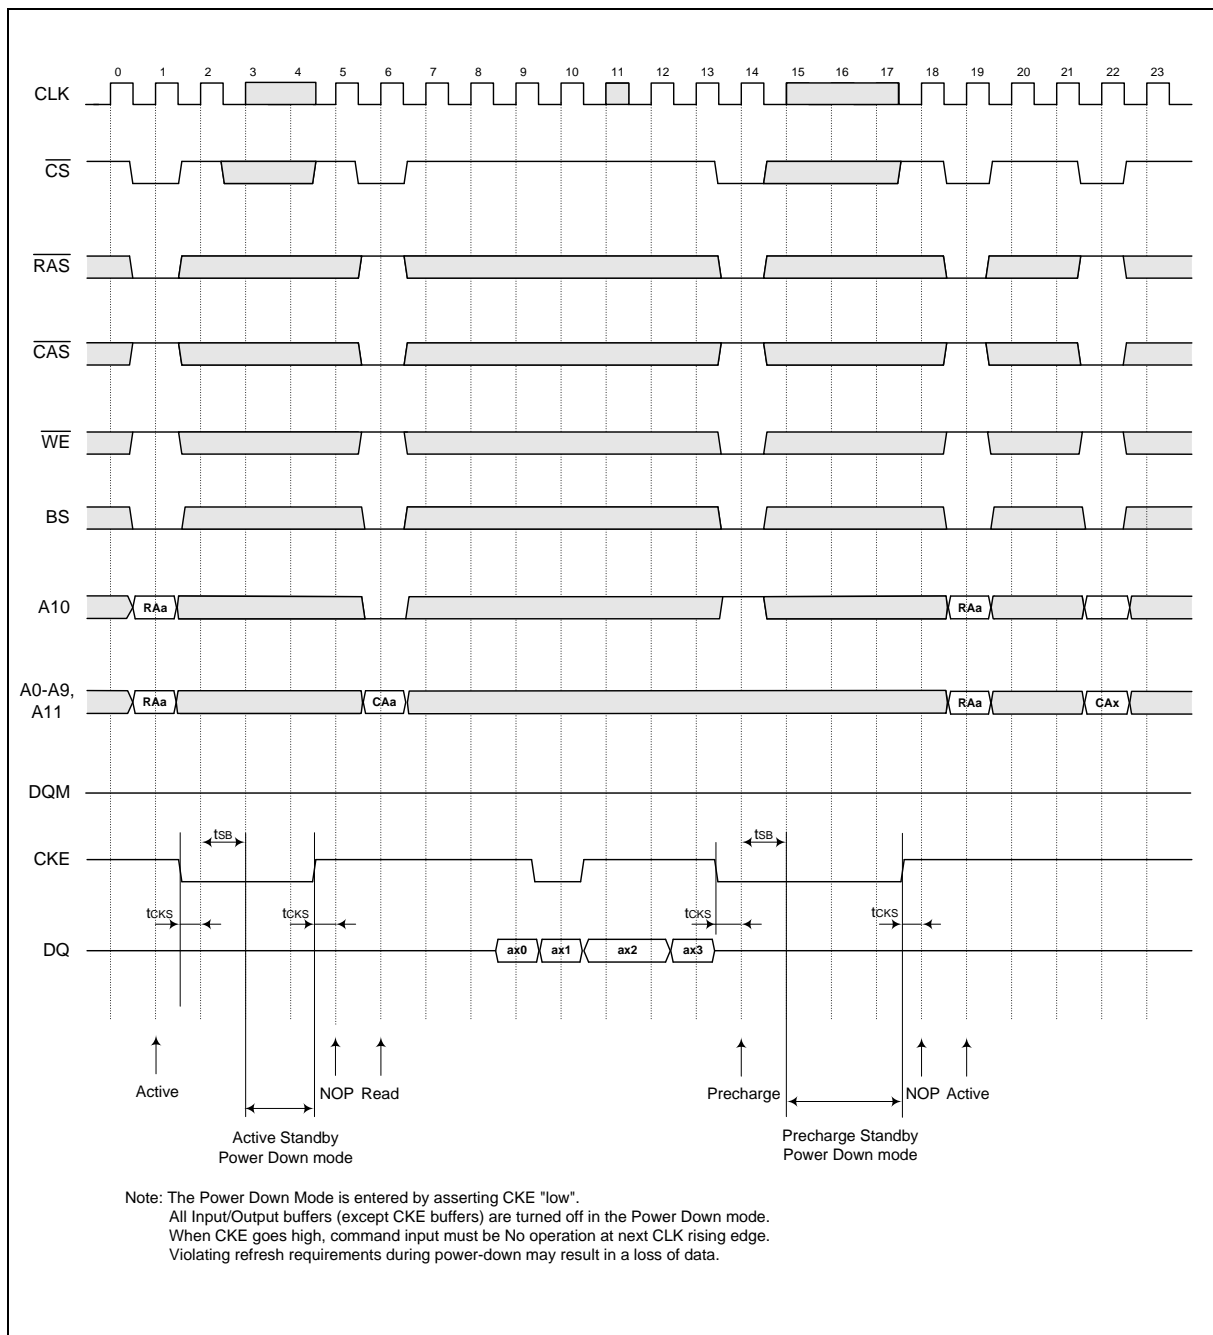 0 1 2 3 4 5 6 7 8 9 10 11 12 13 14 15 16 17 18 19 20 21 22 23
CLK
CS
RAS
CAS
WE
BS
A10 RAa RAa
A0-A9,
A11
RAa CAa RAa CAx
DQM
tSB tSB
CKE
tCKS tCKS tCKS tCKS
DQ ax0 ax1 ax2 ax3
Active NOP Read Precharge NOP Active
Active Standby
Power Down mode
Precharge Standby
Power Down mode
Note: The Power Down Mode is entered by asserting CKE "low".
All Input/Output buffers (except CKE buffers) are turned off in the Power Down mode.
When CKE goes high, command input must be No operation at next CLK rising edge.
Violating refresh requirements during power-down may result in a loss of data.